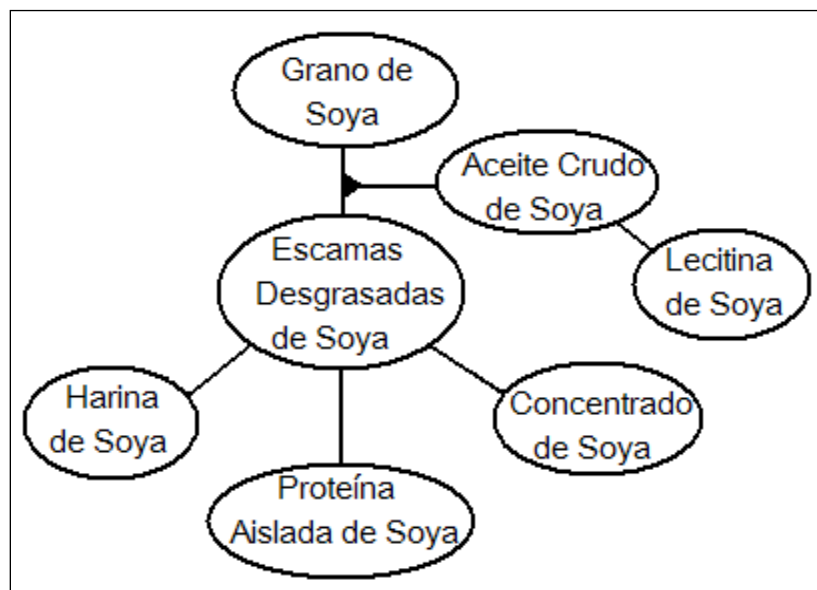 Grano de
Soya
Aceite Crudo
de Soya
Lecitina
de Soya
Escamas
Desgrasadas
de Soya
Harina
de Soya
Concentrado
de Soya
Proteína
Aislada de Soya